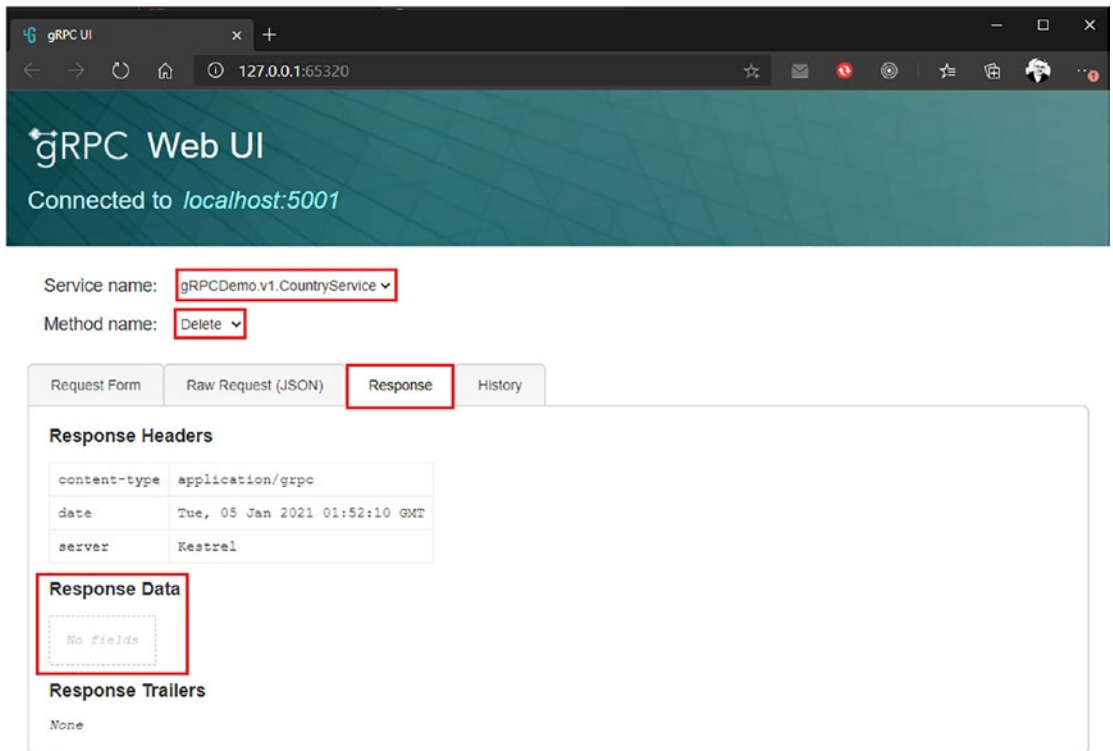 gRPC UI
127.0.0.1:65320
gRPC Web UI
Connected to localhost:5001
Service name: gRPCDemo.v1.CountryService
Method name: Delete
Request Form Raw Request (JSON) Response History
Response Headers
content-type application/grpc
date Tue, 05 Jan 2021 01:52:10 GMT
server Kestrel
Response Data
No fields
Response Trailers
None